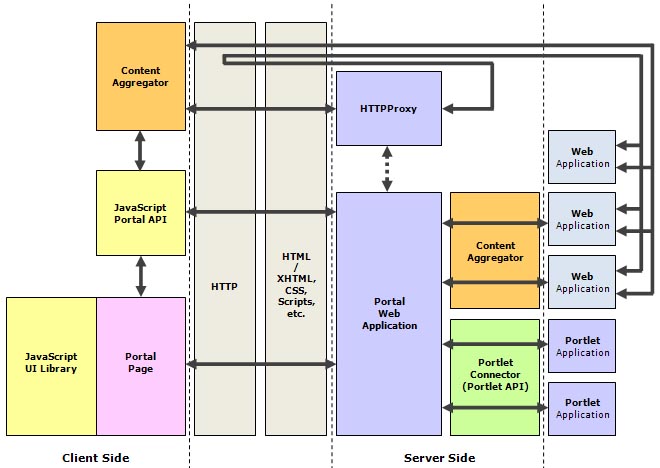 Content
Aggregator
JavaScript
Portal API
JavaScript
UI Library
Portal
Page
Client Side
HTTP
HTML
/
XHTML,
CSS,
Scripts,
etc.
HTTPProxy
Portal
Web
Application
Content
Aggregator
Portlet
Connector
(Portlet API)
Server Side
Web
Application
Web
Application
Web
Application
Portlet
Application
Portlet
Application